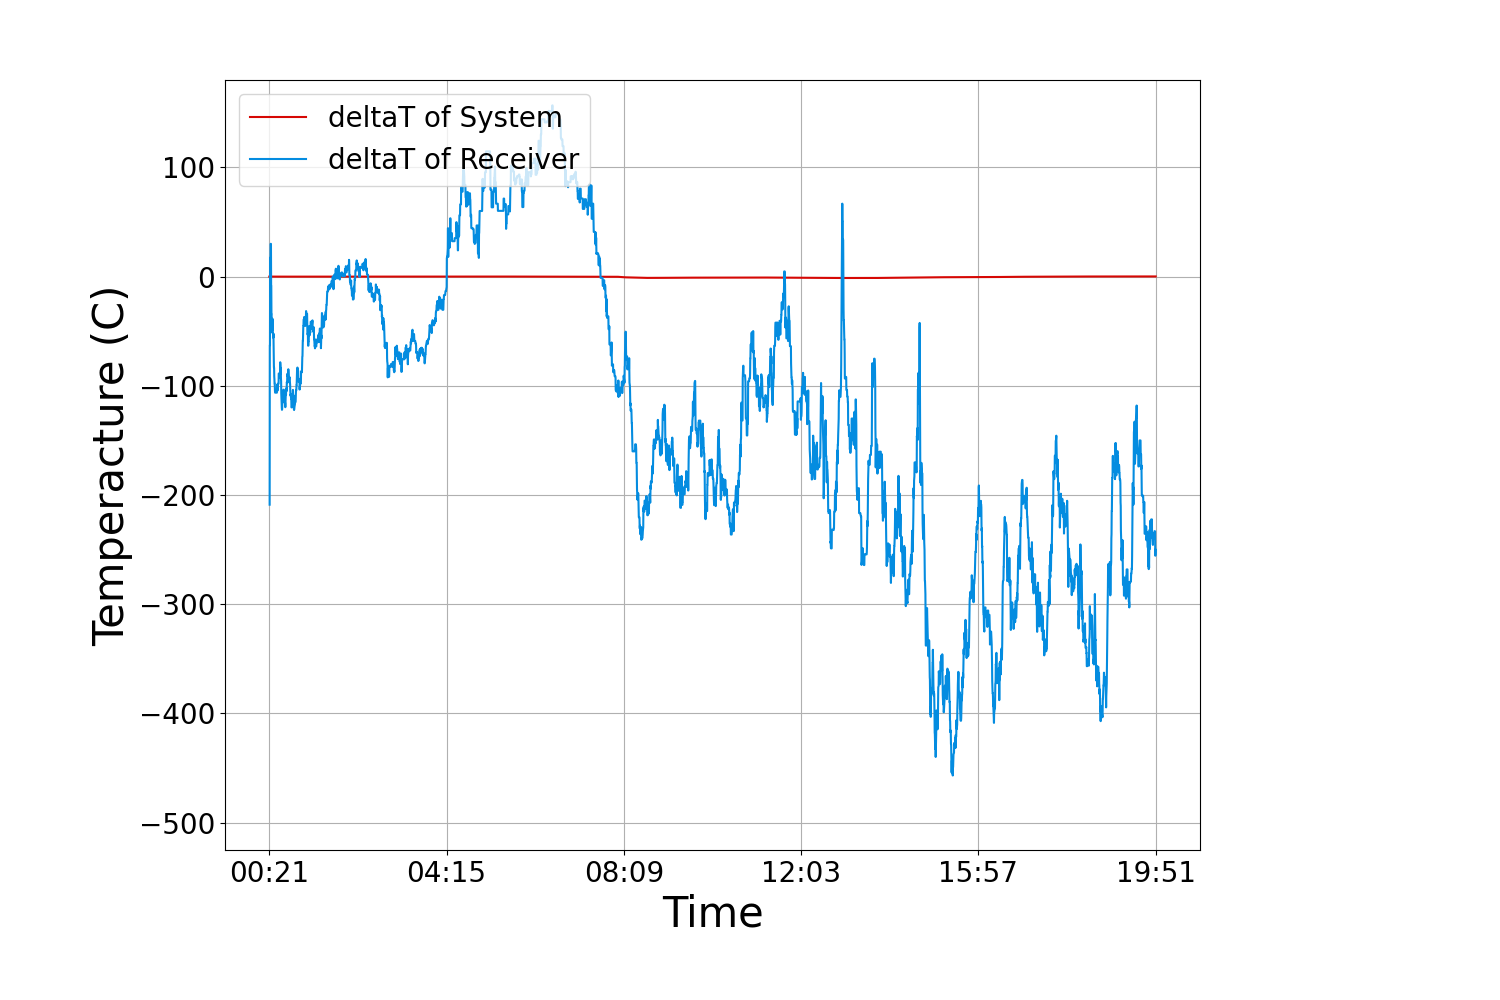 deltaT of System
deltaT of Receiver
100
0
−100
−200
−300
−400
−500
Temperacture (C)
00:21 04:15 08:09 12:03 15:57 19:51
Time